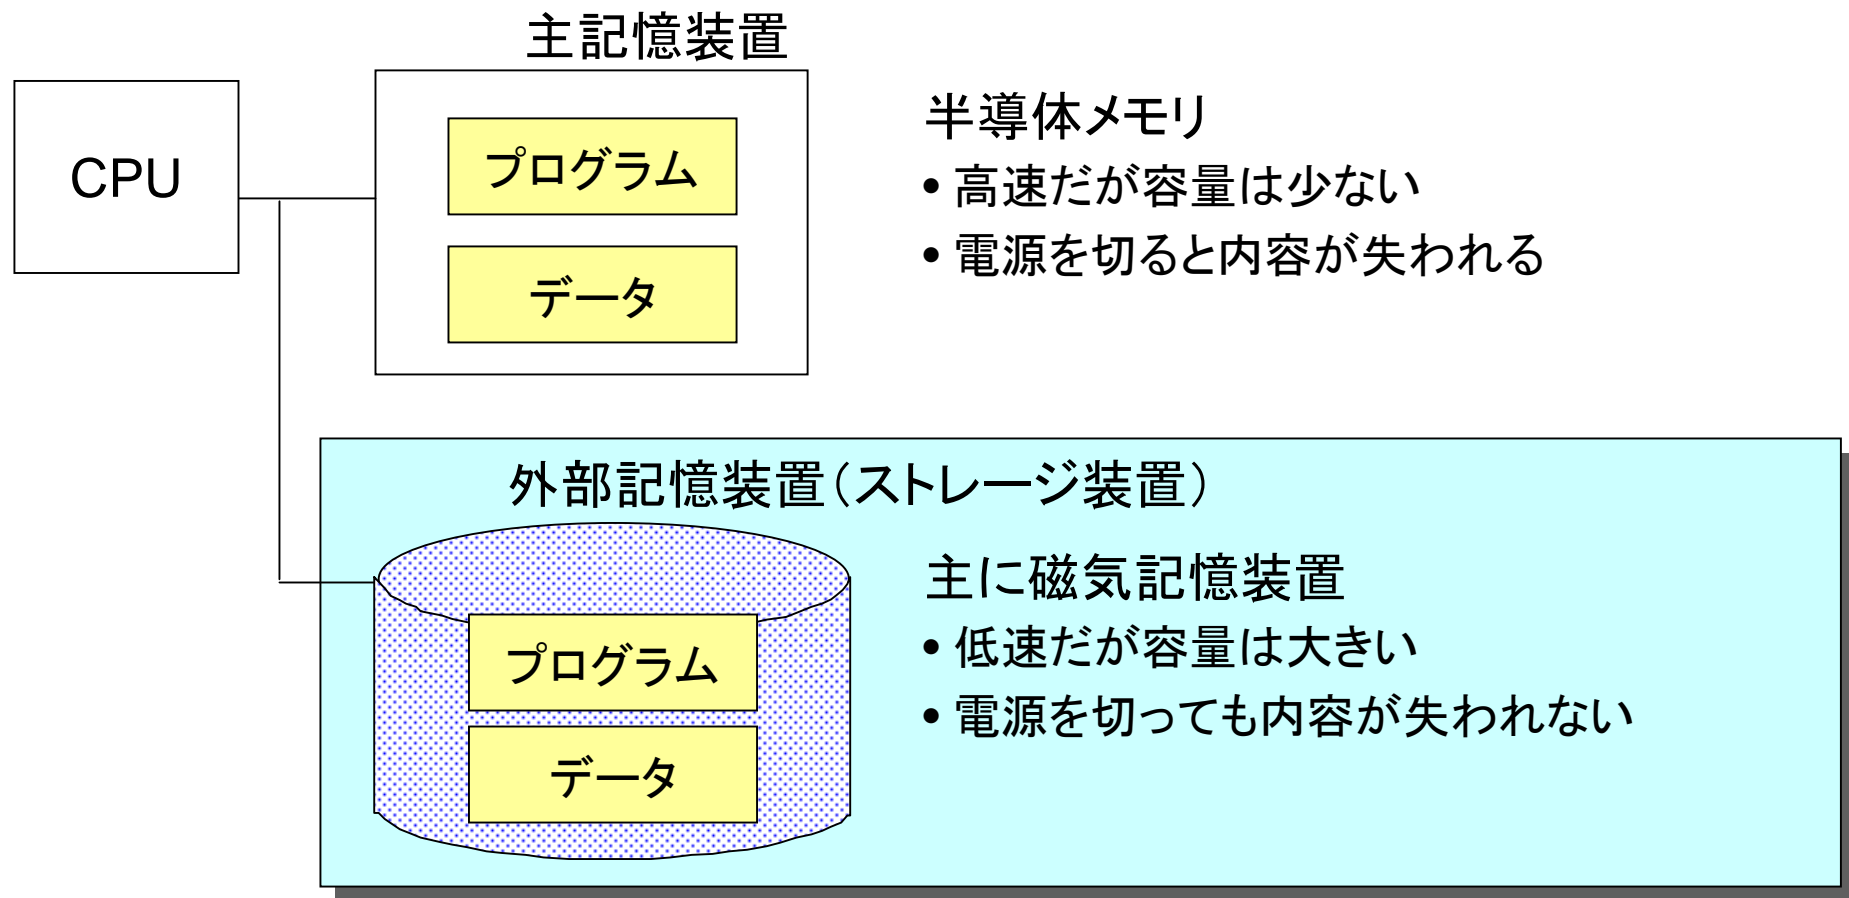 主記憶装置
CPU
プログラム
データ
半導体メモリ
• 高速だが容量は少ない
• 電源を切ると内容が失われる
外部記憶装置（ストレージ装置）
プログラム
データ
主に磁気記憶装置
• 低速だが容量は大きい
• 電源を切っても内容が失われない